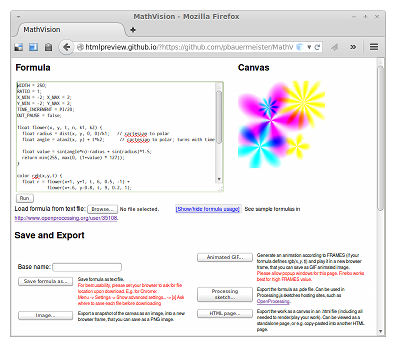 MathVision - Mozilla Firefox
MathVision
htmlpreview.github.io/?https://github.com/pbauermeister/MathV
Formula
Canvas
WIDTH = 250;
RATIO = 1;
X_MIN = -2; X_MAX = 2;
Y_MIN = -2; Y_MAX = 2;
TIME_INCREMENT = PI/20;
OUT_PAUSE = false;
float flower(x, y, t, n, k1, k2) {
float radius = dist(x, y, 0, 0)/k1; // cartesian to polar
float angle = atan2(x, y) + t*k2; // cartesian to polar; turns with time
float value = sin(angle*n)-radius + sin(radius)*1.5;
return min(255, max(0, (1+value) * 127));
}
color rgb(x,y,t) {
float r = flower(x+1, y+1, t, 6, 0.5, -1) +
flower(x+.6, y-0.8, t, 9, 0.2, 1);
Run
Load formula from text file: Browse... No file selected.
[Show/hide formula usage]
See sample formulas in
http://www.openprocessing.org/user/35108.
Save and Export
Base name:
Save formula as...
Save formula as text file.
For best usability, please set your browser to ask for file
location upon download. E.g. for Chrome:
Menu -> Settings -> Show advanced settings... -> [x] Ask
where to save each file before downloading
Image...
Export a snapshot of the canvas as an image, into a new
browser frame, that you can save as a PNG image.
Animated GIF...
Generate an animation according to FRAMES (if your
formula defines rgb(x, y, t) and play it in a new browser
frame, that you can save as GIF animated image.
Please allow popup windows for this page. Firefox works
best for high FRAMES value.
Processing
sketch...
Export the formula as .pde file. Can be used in
Processing.js sketches hosting sites, such as
OpenProcessing.
HTML page...
Export the work as a canvas in an .html file (including all
needed to render/play your work). Can be viewed as a
standalone page, or e.g. copy-pasted into another HTML
page.